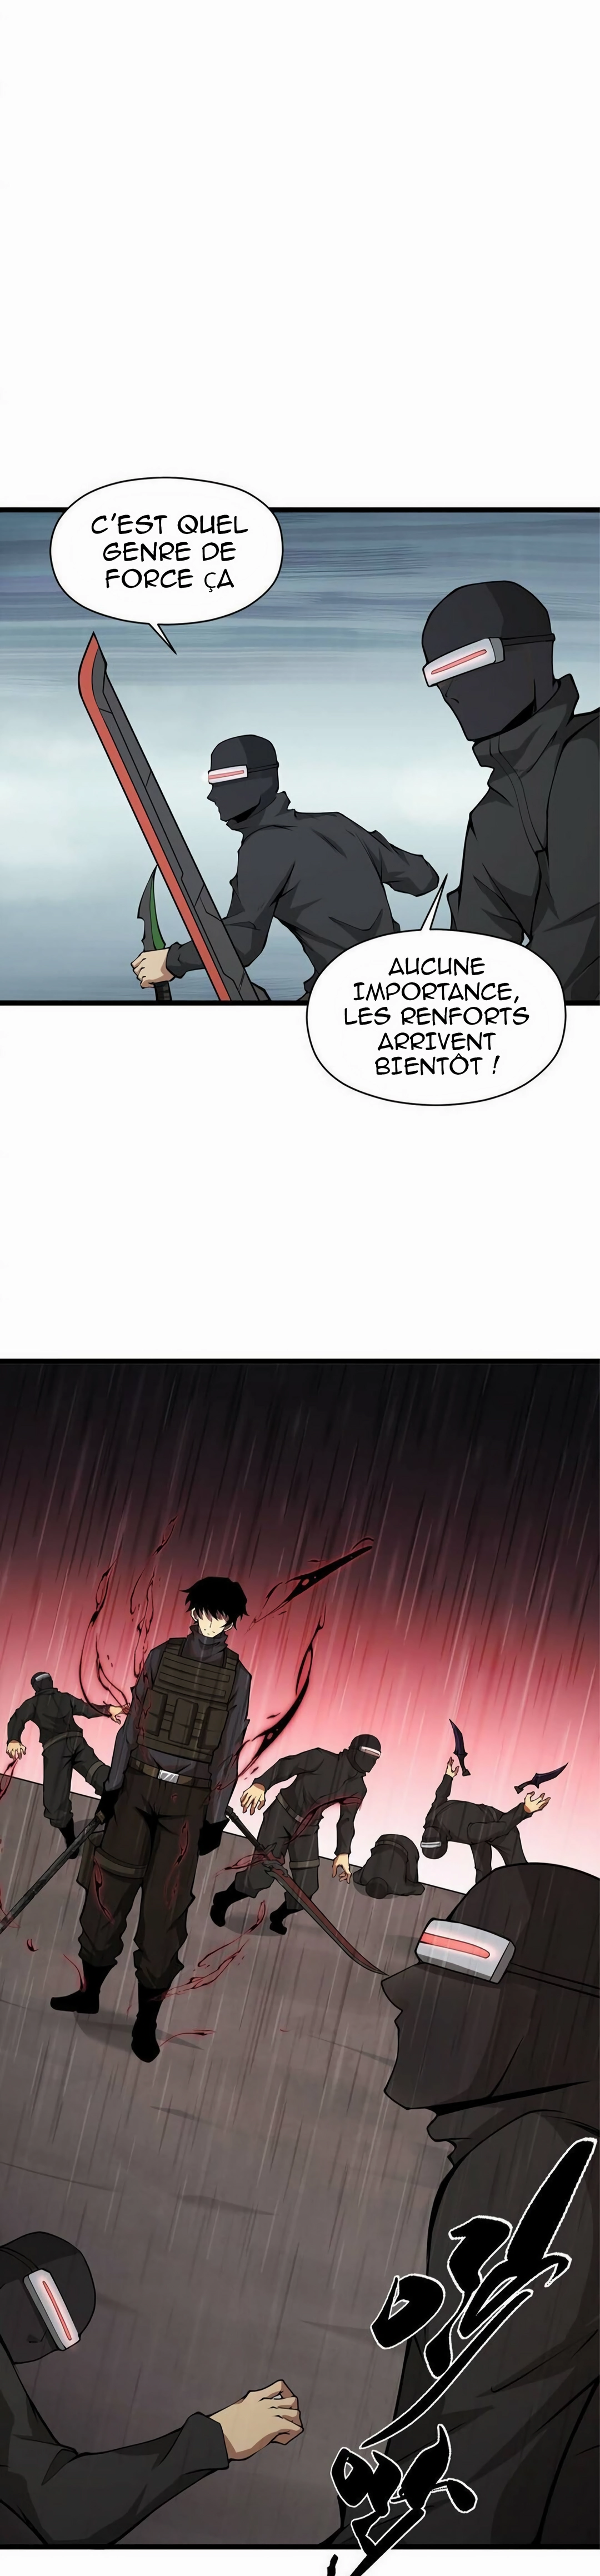 C'EST QUEL
GENRE DE
FORCE ÇA
AUCUNE
IMPORTANCE,
LES RENFORTS
ARRIVENT
BIENTÔT !